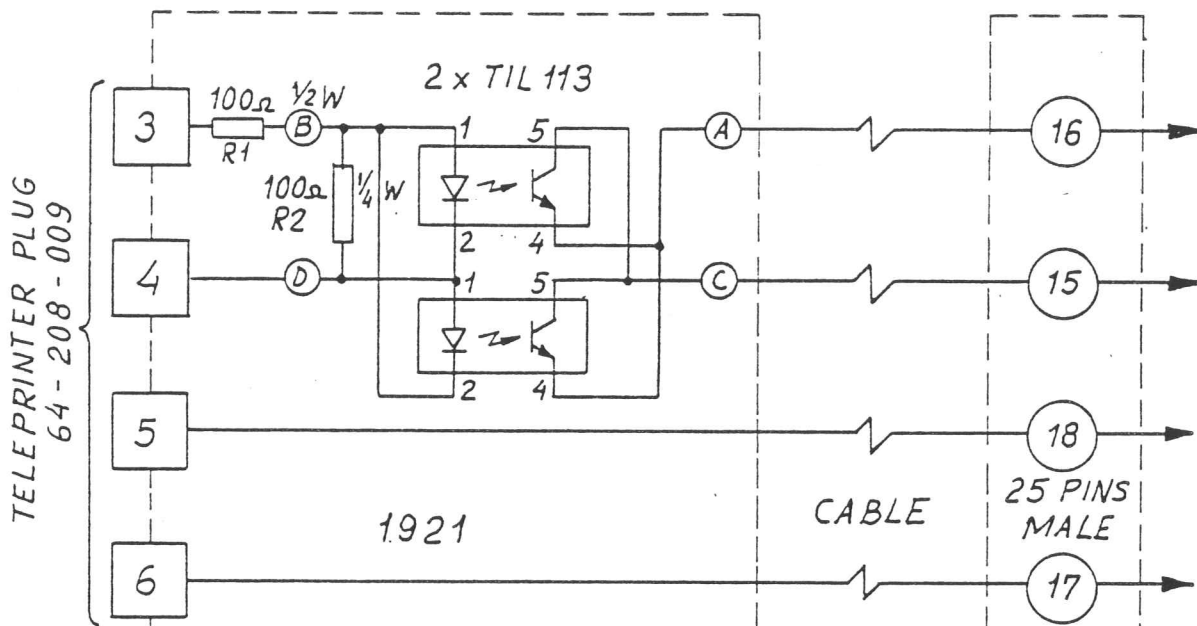 TELEPRINTER PLUG
64-208-009
2 x TIL 113
3
100Ω
R1
1/2 W
B
1
5
A
16
100Ω
R2
1/4 W
2
4
4
D
1
5
C
15
2
4
5
18
1921
CABLE
25 PINS
MALE
6
17